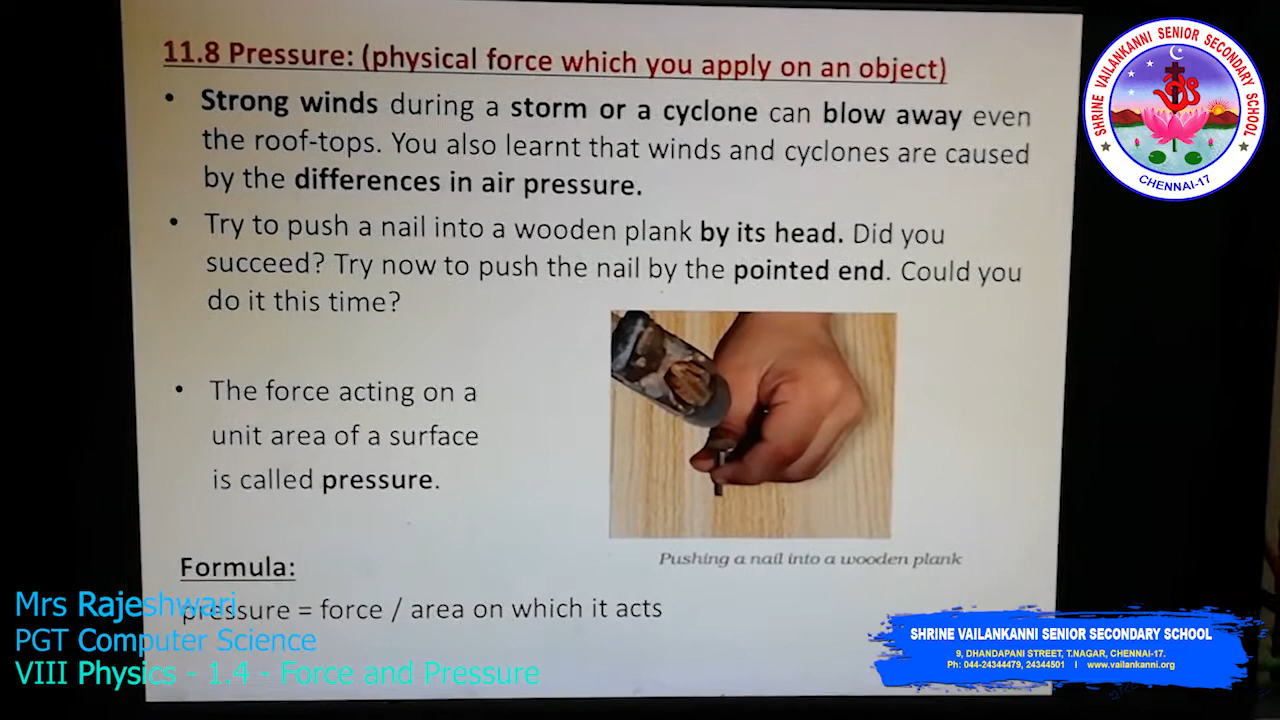 11.8 Pressure: (physical force which you apply on an object)
• Strong winds during a storm or a cyclone can blow away even
the roof-tops. You also learnt that winds and cyclones are caused
by the differences in air pressure.
• Try to push a nail into a wooden plank by its head. Did you
succeed? Try now to push the nail by the pointed end. Could you
do it this time?
• The force acting on a
unit area of a surface
is called pressure.
Pushing a nail into a wooden plank
Formula:
pressure = force / area on which it acts
Mrs Rajeshwari
PGT Computer Science
VIII Physics - 1.4 - Force and Pressure
SHRINE VAILANKANNI SENIOR SECONDARY SCHOOL
CHENNAI-17
SHRINE VAILANKANNI SENIOR SECONDARY SCHOOL
9, DHANDAPANI STREET, T.NAGAR, CHENNAI-17.
Ph: 044-24344479, 24344501 I www.vailankanni.org